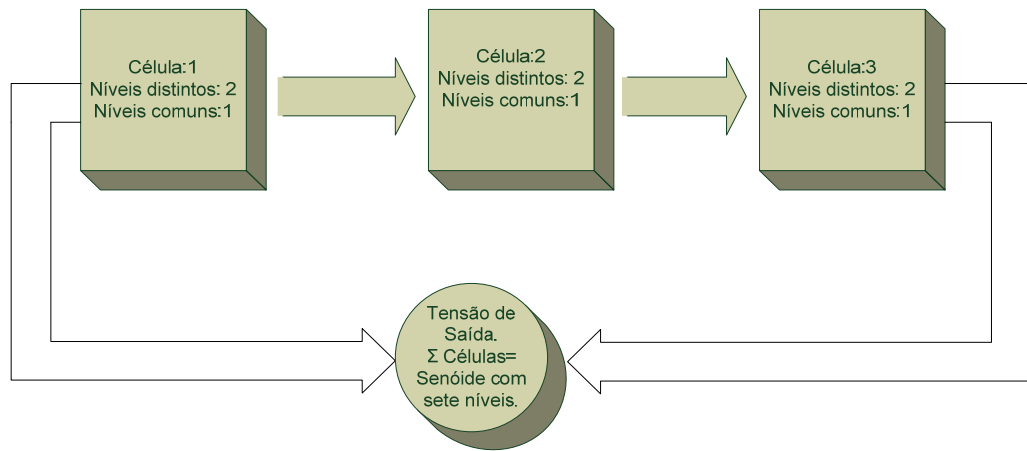 Célula:1
Níveis distintos: 2
Níveis comuns:1
Célula:2
Níveis distintos: 2
Níveis comuns:1
Célula:3
Níveis distintos: 2
Níveis comuns:1
Tensão de
Saída.
Σ Células=
Senóide com
sete níveis.